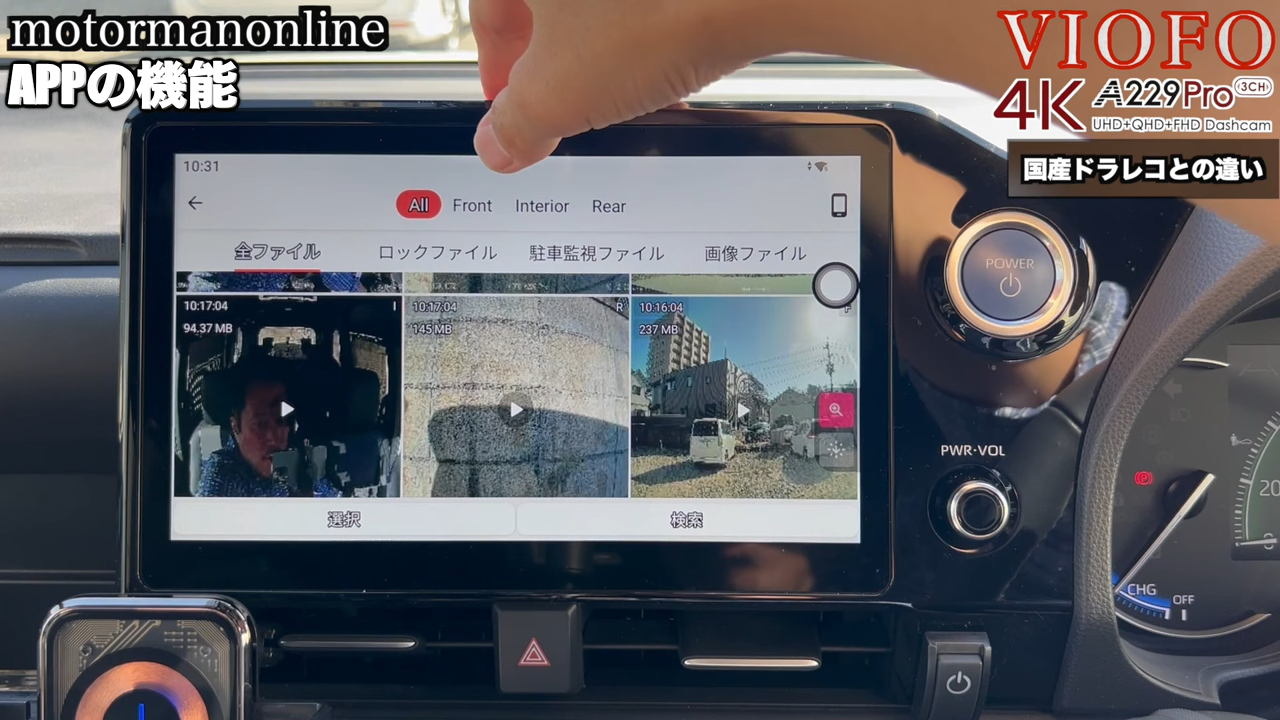 motormanonline
APPの機能
VIOFO
4K A229Pro 3CH
UHD+QHD+FHD Dashcam
国産ドラレコとの違い
10:31
All Front Interior Rear
全ファイル ロックファイル 駐車監視ファイル 画像ファイル
10:17:04 I
94.37 MB
10:17:04 R
145 MB
10:16:04 F
237 MB
選択 検索
POWER
PWR·VOL
CHG
OFF
20